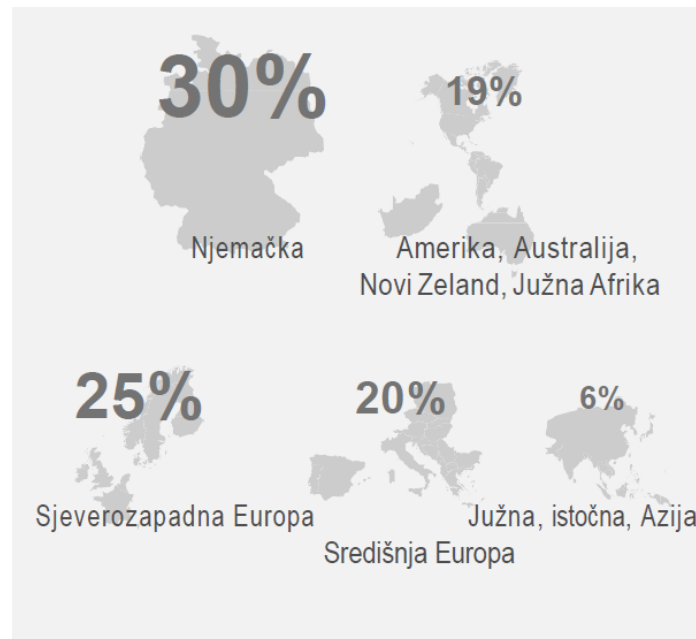 30%
Njemačka
19%
Amerika, Australija,
Novi Zeland, Južna Afrika
25%
Sjeverozapadna Europa
20%
Središnja Europa
6%
Južna, istočna, Azija